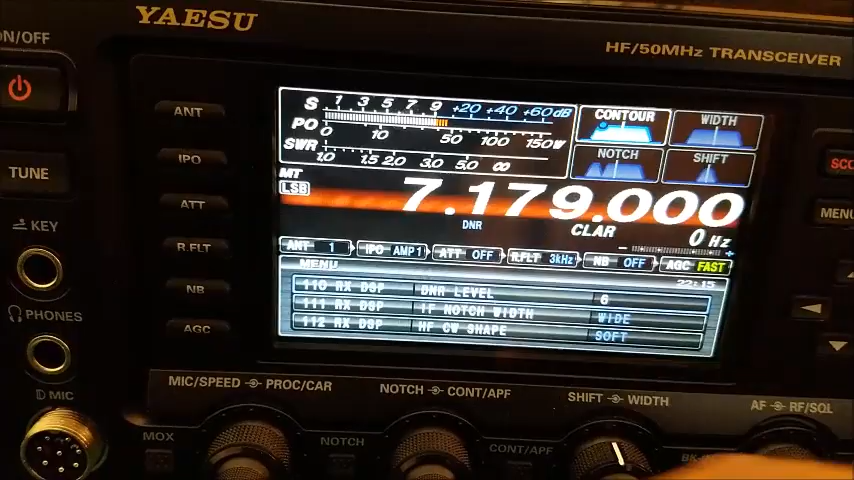 YAESU
HF/50MHz TRANSCEIVER
ON/OFF
ANT
IPO
ATT
R.FLT
NB
AGC
TUNE
KEY
PHONES
MIC
S 1 3 5 7 9 +20 +40 +60dB
PO 0 10 50 100 150W
SWR 1.0 1.5 2.0 3.0 5.0 ∞
CONTOUR
WIDTH
NOTCH
SHIFT
MT
LSB
7.179.000
DNR
CLAR 0 Hz
ANT 1 IPO AMP1 ATT OFF R.FLT 3kHz NB OFF AGC FAST
MENU 22:15
110 RX DSP DNR LEVEL 6
111 RX DSP IF NOTCH WIDTH WIDE
112 RX DSP HF CW SHAPE SOFT
MENU
MIC/SPEED PROC/CAR
NOTCH CONT/APF
SHIFT WIDTH
AF RF/SQL
MOX
NOTCH
CONT/APF